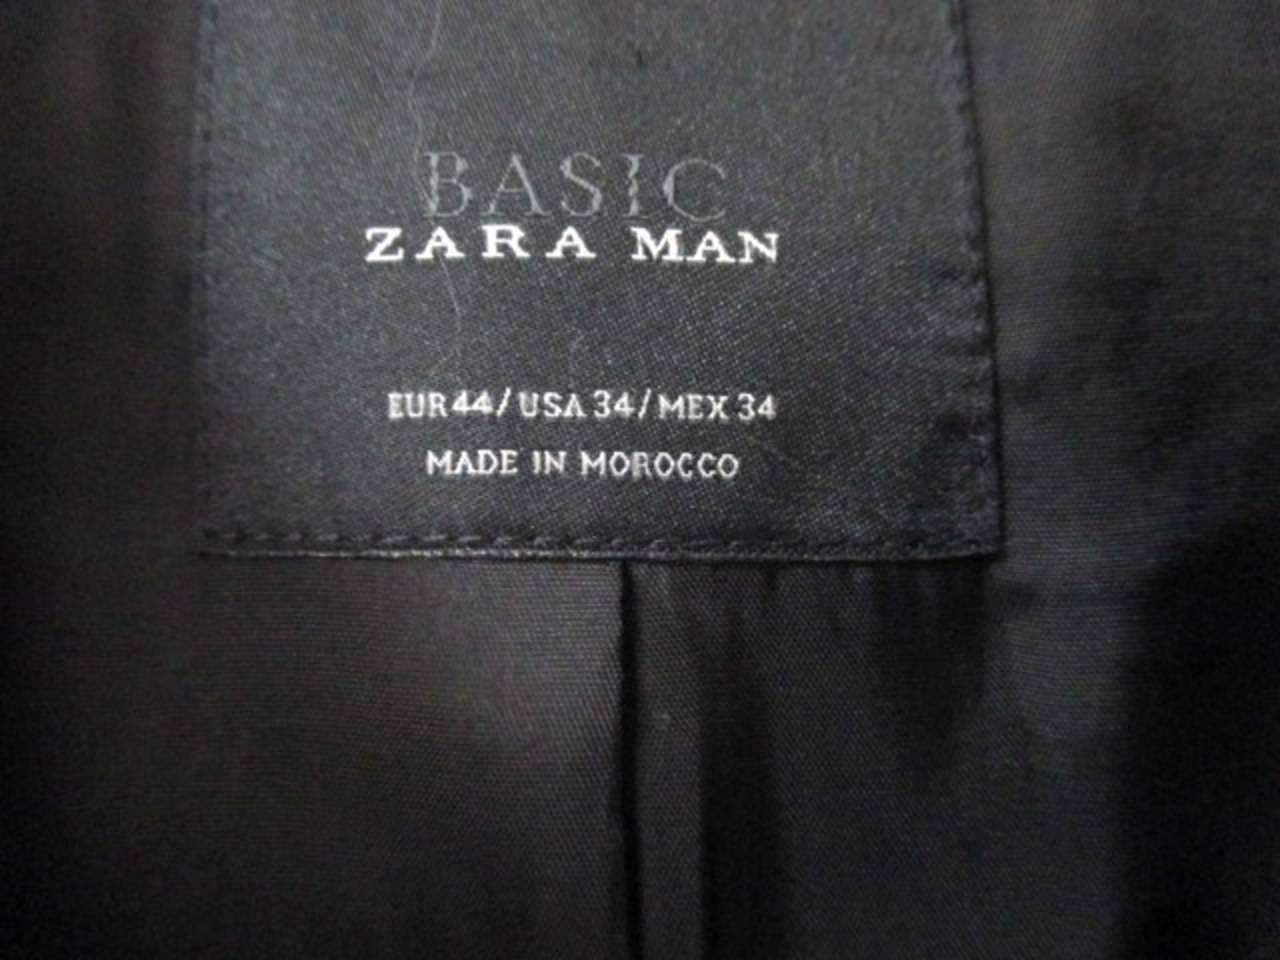 BASIC
ZARA MAN
EUR 44/USA 34/MEX 34
MADE IN MOROCCO